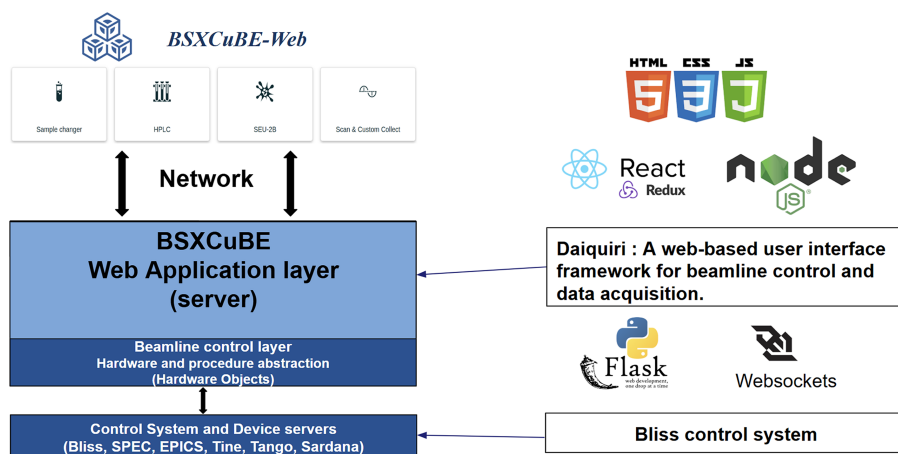 BSXCuBE-Web
Sample changer
HPLC
SEU-2B
Scan & Custom Collect
Network
BSXCuBE
Web Application layer
(server)
Beamline control layer
Hardware and procedure abstraction
(Hardware Objects)
Control System and Device servers
(Bliss, SPEC, EPICS, Tine, Tango, Sardana)
HTML CSS JS
5 3 J
React
Redux
node
JS®
Daiquiri : A web-based user interface
framework for beamline control and
data acquisition.
Flask
web development,
one drop at a time
Websockets
Bliss control system